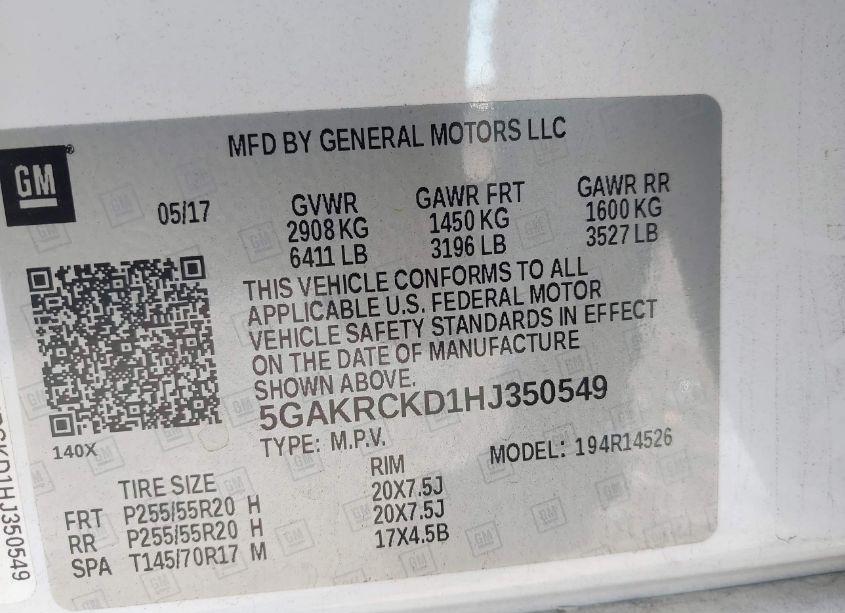 MFD BY GENERAL MOTORS LLC
GM®
05/17
GVWR
2908 KG
6411 LB
GAWR FRT
1450 KG
3196 LB
GAWR RR
1600 KG
3527 LB
THIS VEHICLE CONFORMS TO ALL
APPLICABLE U.S. FEDERAL MOTOR
VEHICLE SAFETY STANDARDS IN EFFECT
ON THE DATE OF MANUFACTURE
SHOWN ABOVE.
5GAKRCKD1HJ350549
140X
TYPE: M.P.V.
MODEL: 194R14526
TIRE SIZE
RIM
FRT P255/55R20 H 20X7.5J
RR P255/55R20 H 20X7.5J
SPA T145/70R17 M 17X4.5B
KD1HJ350549